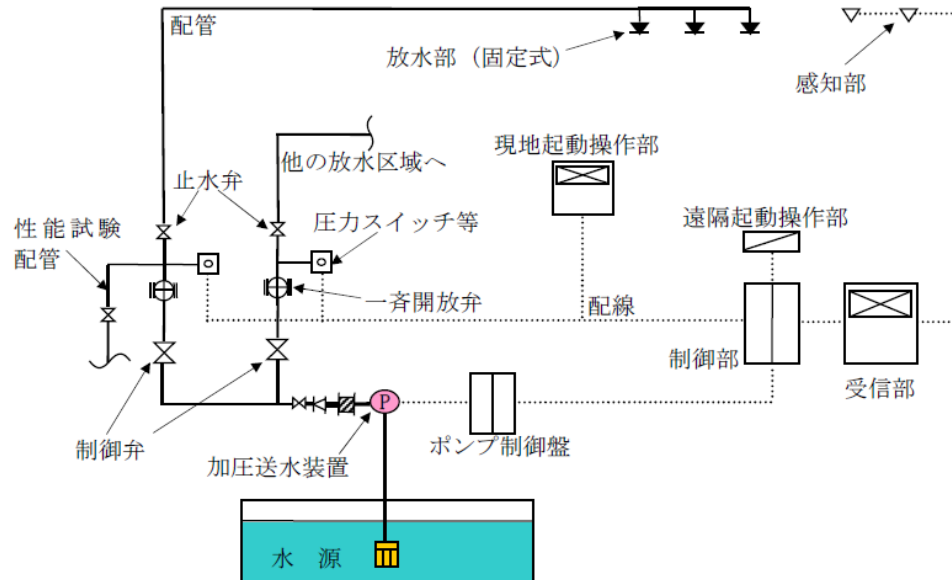 配管
放水部（固定式）
感知部
他の放水区域へ
現地起動操作部
止水弁
圧力スイッチ等
遠隔起動操作部
性能試験
配管
一斉開放弁
配線
制御部
受信部
P
制御弁
加圧送水装置
ポンプ制御盤
水 源